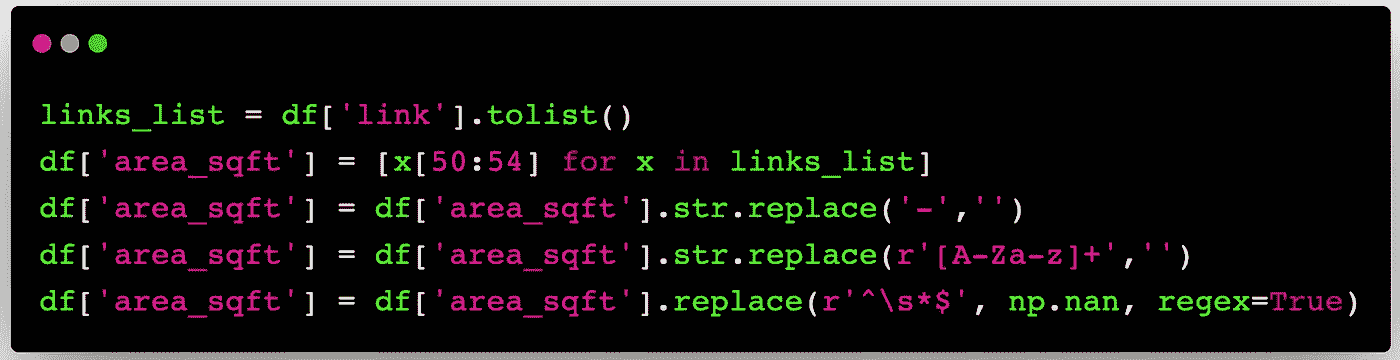 links_list = df['link'].tolist()
df['area_sqft'] = [x[50:54] for x in links_list]
df['area_sqft'] = df['area_sqft'].str.replace('-','')
df['area_sqft'] = df['area_sqft'].str.replace(r'[A-Za-z]+','')
df['area_sqft'] = df['area_sqft'].replace(r'^\s*$', np.nan, regex=True)